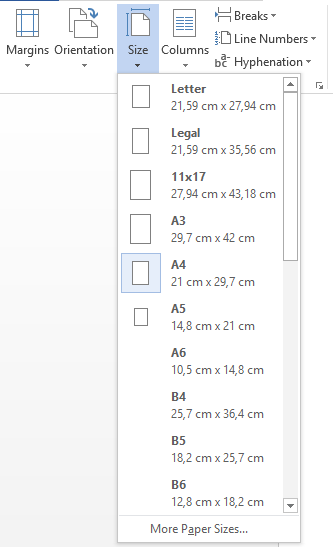 Margins Orientation Size Columns
Breaks
Line Numbers
Hyphenation
Letter
21,59 cm x 27,94 cm
Legal
21,59 cm x 35,56 cm
11x17
27,94 cm x 43,18 cm
A3
29,7 cm x 42 cm
A4
21 cm x 29,7 cm
A5
14,8 cm x 21 cm
A6
10,5 cm x 14,8 cm
B4
25,7 cm x 36,4 cm
B5
18,2 cm x 25,7 cm
B6
12,8 cm x 18,2 cm
More Paper Sizes...